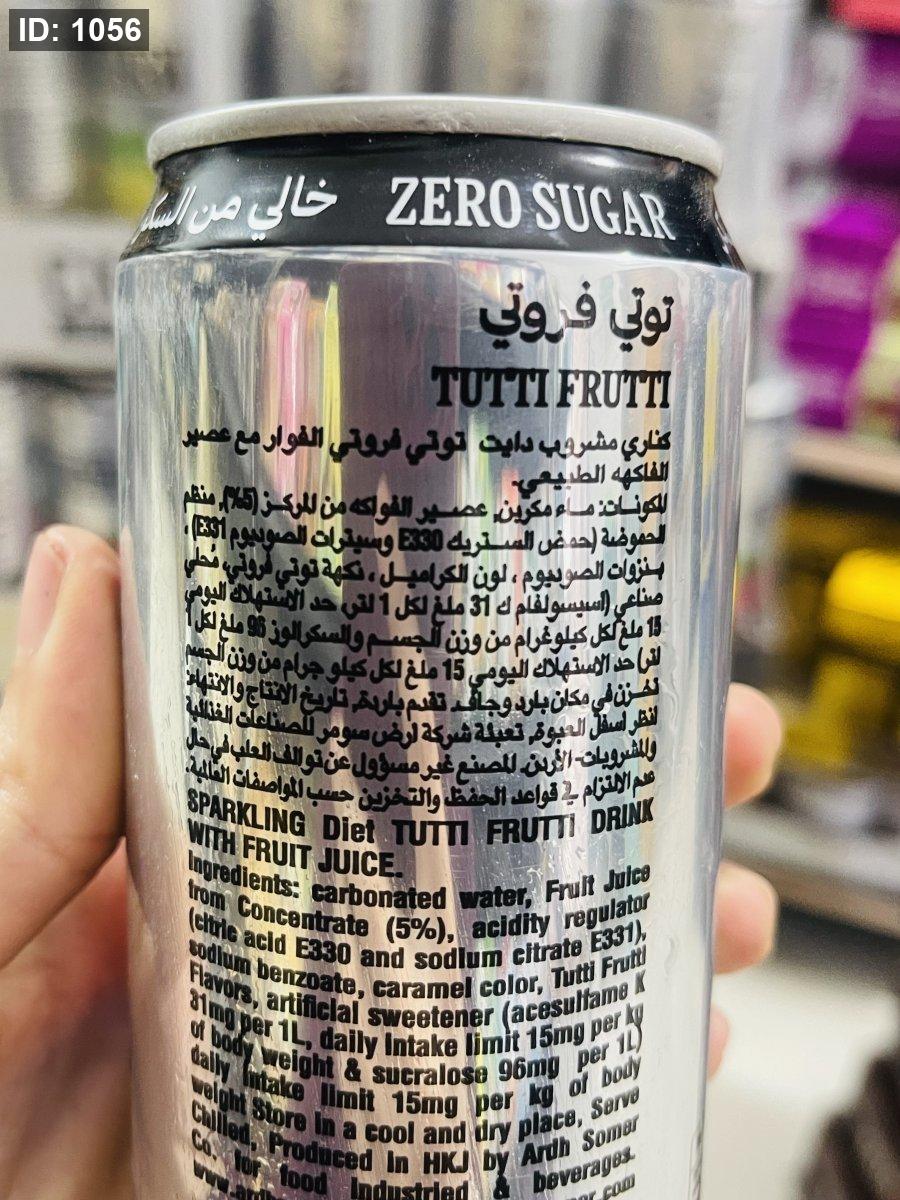 ID: 1056
خالي من السكر ZERO SUGAR
توتي فروتي
TUTTI FRUTTI
كناري مشروب دايت توتي فروتي الفوار مع عصير
الفاكهه الطبيعي.
المكونات: ماء مكربن، عصير الفواكه من المركز (5%)، منظم
الحموضة (حمض الستريك E330 وسيترات الصوديوم E331)،
بنزوات الصوديوم ، لون الكراميل ، نكهة توتي فروتي، مُحلي
صناعي (اسيسولفام ك 31 ملغ لكل 1 لتر، حد الاستهلاك اليومي
15 ملغ لكل كيلوغرام من وزن الجسم والسكرالوز 96 ملغ لكل 1
لتر) حد الاستهلاك اليومي 15 ملغ لكل كيلو جرام من وزن الجسم
تخزن في مكان بارد وجاف. تقدم باردة. تاريخ الانتاج والانتهاء:
انظر اسفل العبوة. تعبئة شركة ارض سومر للصناعات الغذائية
والمشروبات-الأردن. المصنع غير مسؤول عن توالف العلب في حال
عدم الالتزام بـ قواعد الحفظ والتخزين حسب المواصفات العالمية.
SPARKLING Diet TUTTI FRUTTI DRINK
WITH FRUIT JUICE.
Ingredients: carbonated water, Fruit Juice
from Concentrate (5%), acidity regulator
(citric acid E330 and sodium citrate E331),
sodium benzoate, caramel color, Tutti Frutti
Flavors, artificial sweetener (acesulfame K
31mg per 1L, daily intake limit 15mg per kg
of body weight & sucralose 96mg per 1L)
daily intake limit 15mg per kg of body
weight Store in a cool and dry place, Serve
Chilled, Produced in HKJ by Ardh Somer
Co. for food Industried & beverages.